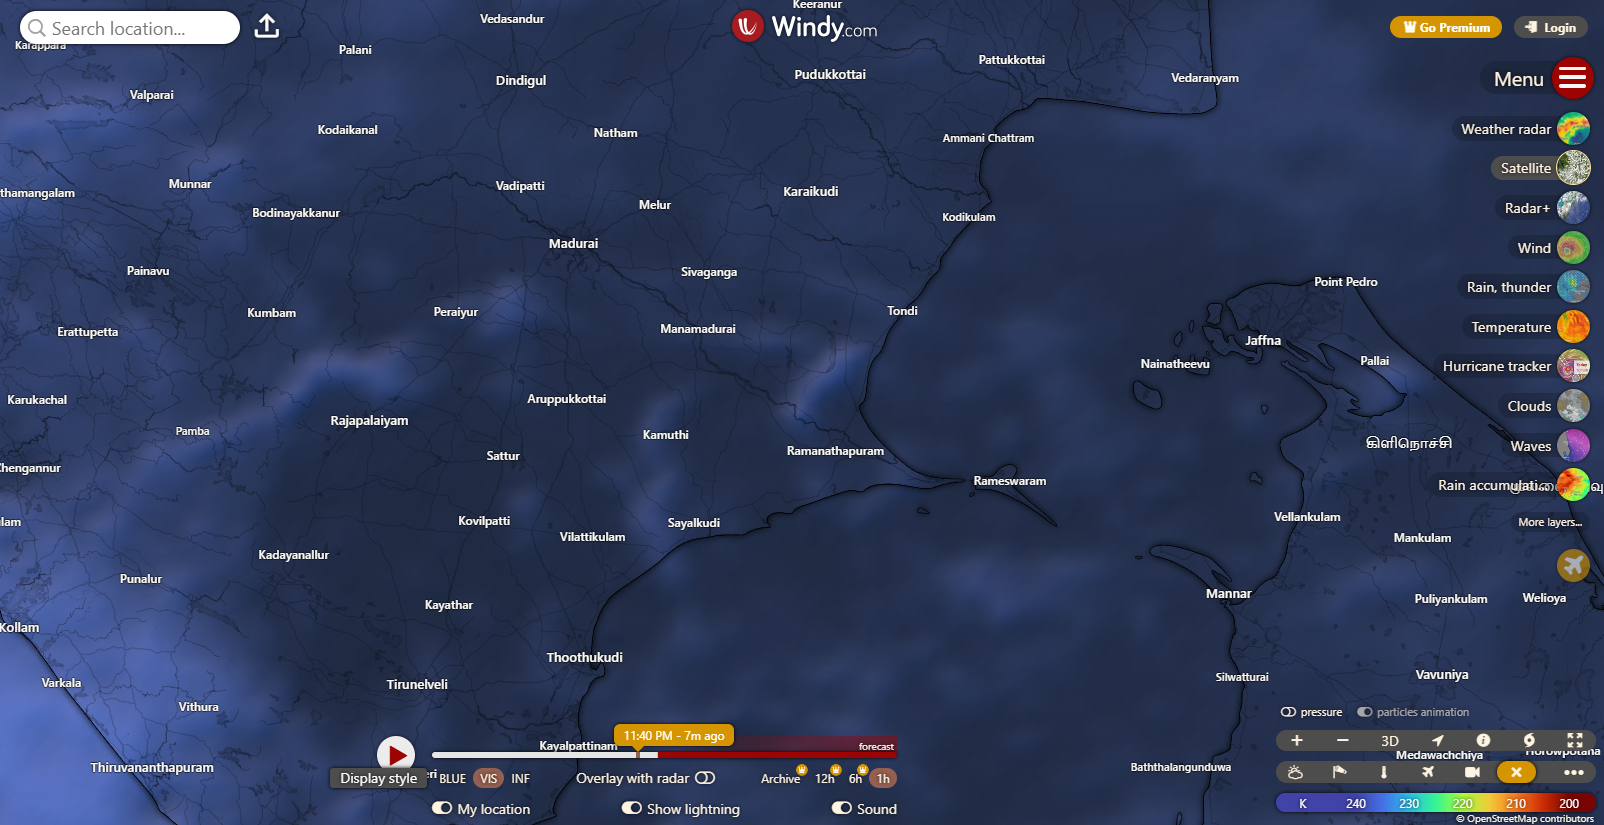 Search location...
Windy.com
Go Premium
Login
Menu
Weather radar
Satellite
Radar+
Wind
Rain, thunder
Temperature
Hurricane tracker
Clouds
Waves
More layers...
Keeranur
Vedasandur
Karappara
Palani
Pattukkottai
Pudukkottai
Vedaranyam
Dindigul
Valparai
Kodaikanal
Natham
Ammani Chattram
Munnar
Vadipatti
Karaikudi
thamangalam
Melur
Bodinayakkanur
Kodikulam
Madurai
Painavu
Sivaganga
Point Pedro
Kumbam
Peraiyur
Tondi
Erattupetta
Manamadurai
Jaffna
Nainatheevu
Pallai
Karukachal
Aruppukkottai
Rajapalaiyam
Pamba
Kamuthi
கிளிநொச்சி
Ramanathapuram
Sattur
Chengannur
Rameswaram
Rain accumulati
Vellankulam
Kovilpatti
Sayalkudi
lam
Vilattikulam
Mankulam
Kadayanallur
Punalur
Mannar
Welioya
Puliyankulam
Kayathar
Kollam
Thoothukudi
Vavuniya
Silwatturai
Varkala
Tirunelveli
Vithura
pressure
particles animation
11:40 PM - 7m ago
Kayalpattinam
forecast
3D
Medawachchiya
Horowpotana
Thiruvananthapuram
Baththalangunduwa
Display style
eri
BLUE
VIS
INF
Overlay with radar
Archive
12h
6h
1h
My location
Show lightning
Sound
K 240 230 220 210 200
© OpenStreetMap contributors